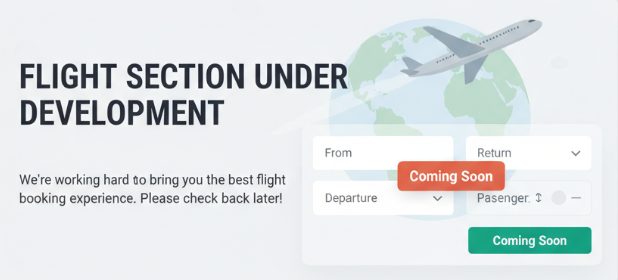 FLIGHT SECTION UNDER
DEVELOPMENT
We're working hard to bring you the best flight
booking experience. Please check back later!
From
Return
Coming Soon
Departure
Pasenger.
Coming Soon